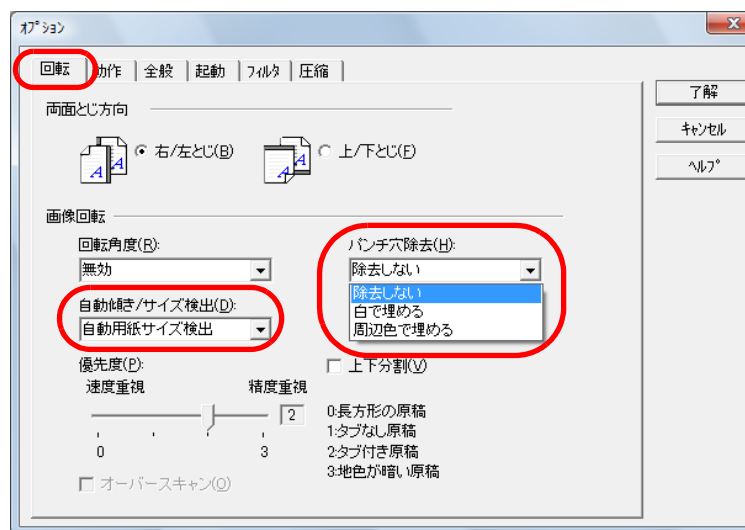 ｵﾌﾟｼｮﾝ
回転 動作 全般 起動 ﾌｨﾙﾀ 圧縮
了解
ｷｬﾝｾﾙ
ﾍﾙﾌﾟ
両面とじ方向
右/左とじ(B)
上/下とじ(F)
画像回転
回転角度(R):
無効
自動傾き/サイズ検出(D):
自動用紙サイズ検出
パンチ穴除去(H):
除去しない
除去しない
白で埋める
周辺色で埋める
優先度(P):
速度重視 精度重視
2
0 3
オーバースキャン(O)
上下分割(V)
0:長方形の原稿
1:タブなし原稿
2:タブ付き原稿
3:地色が暗い原稿